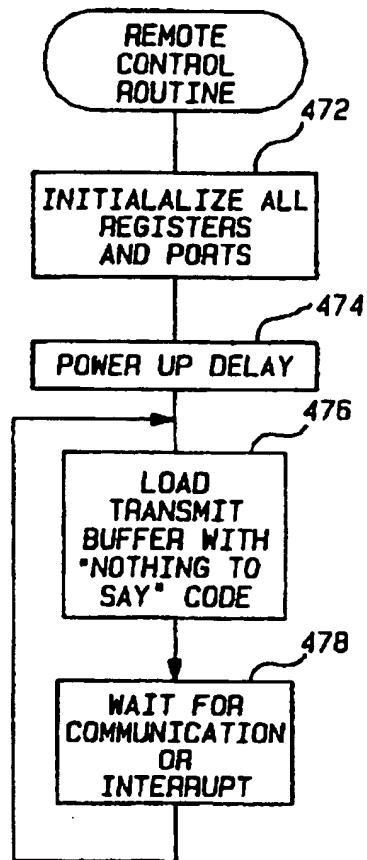 REMOTE
CONTROL
ROUTINE
472
INITIALALIZE ALL
REGISTERS
AND PORTS
474
POWER UP DELAY
476
LOAD
TRANSMIT
BUFFER WITH
"NOTHING TO
SAY" CODE
478
WAIT FOR
COMMUNICATION
OR
INTERRUPT